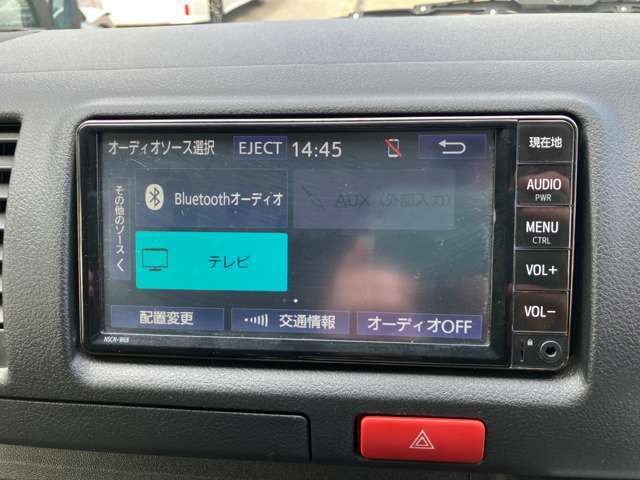 オーディオソース選択 EJECT 14:45
その他のソース く
Bluetoothオーディオ
AUX (外部入力)
テレビ
配置変更 交通情報 オーディオOFF
NSCN-W68
現在地
AUDIO
PWR
MENU
CTRL
VOL+
VOL-